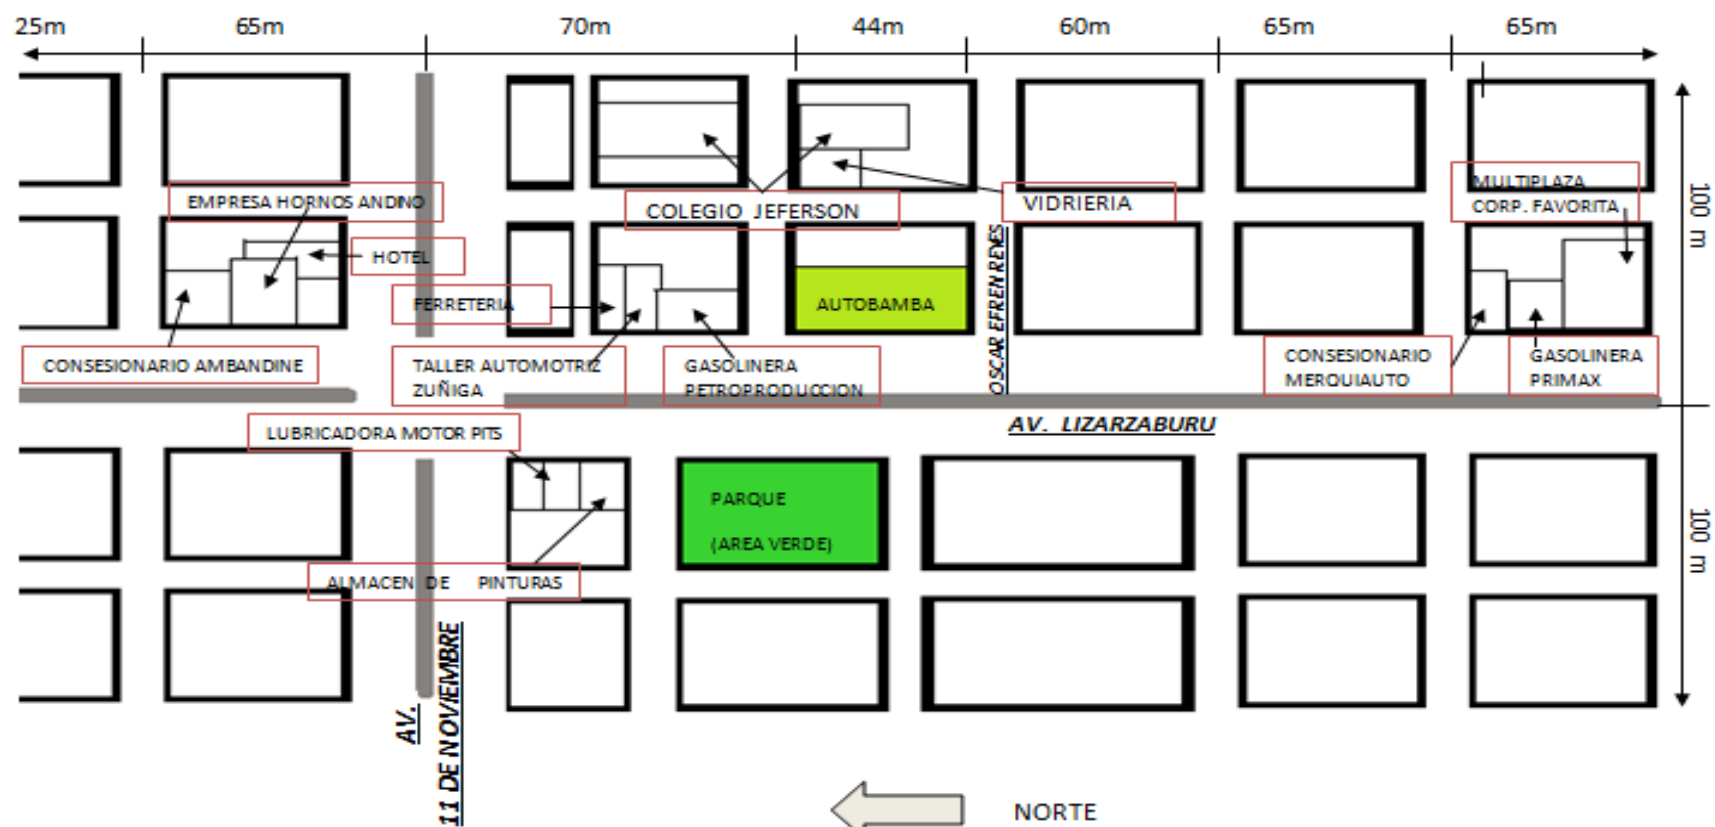 25m 65m 70m 44m 60m 65m 65m
100 m
EMPRESA HORNOS ANDINO
COLEGIO JEFERSON
VIDRIERIA
MULTIPLAZA
CORP. FAVORITA
HOTEL
OSCAR EFREN REYES
FERRETERIA
AUTOBAMBA
CONSESIONARIO AMBANDINE
TALLER AUTOMOTRIZ
ZUÑIGA
GASOLINERA
PETROPRODUCCION
CONSESIONARIO
MERQUIAUTO
GASOLINERA
PRIMAX
LUBRICADORA MOTOR PITS
AV. LIZARZABURU
PARQUE
(AREA VERDE)
100 m
ALMACEN DE PINTURAS
AV.
11 DE NOVIEMBRE
NORTE